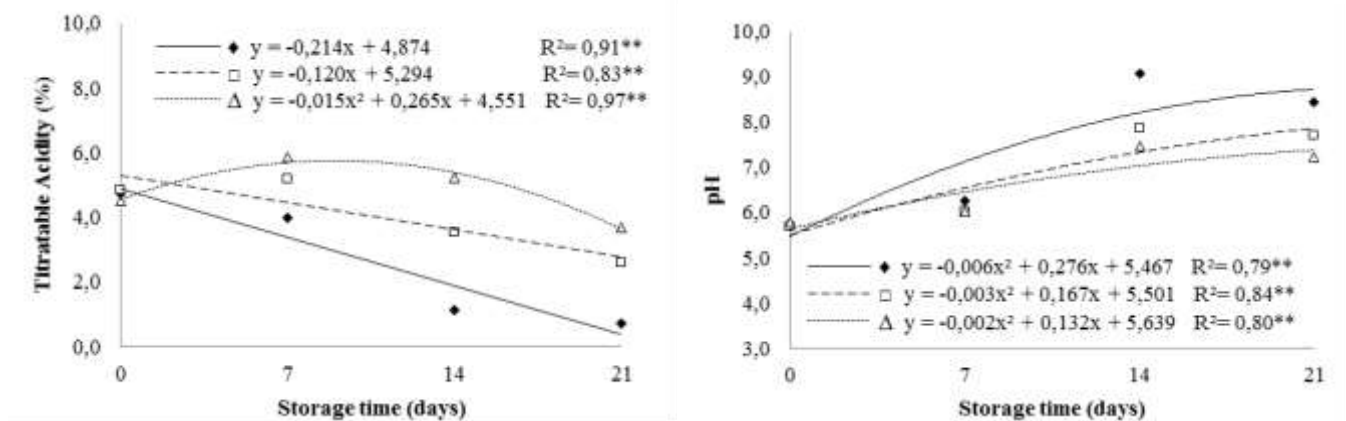 10,0
8,0
6,0
4,0
2,0
0,0
Titratable Acidity (%)
y = -0,214x + 4,874 R²= 0,91**
y = -0,120x + 5,294 R²= 0,83**
y = -0,015x² + 0,265x + 4,551 R²= 0,97**
0 7 14 21
Storage time (days)
10,0
9,0
8,0
7,0
6,0
5,0
4,0
3,0
pH
y = -0,006x² + 0,276x + 5,467 R²= 0,79**
y = -0,003x² + 0,167x + 5,501 R²= 0,84**
y = -0,002x² + 0,132x + 5,639 R²= 0,80**
0 7 14 21
Storage time (days)